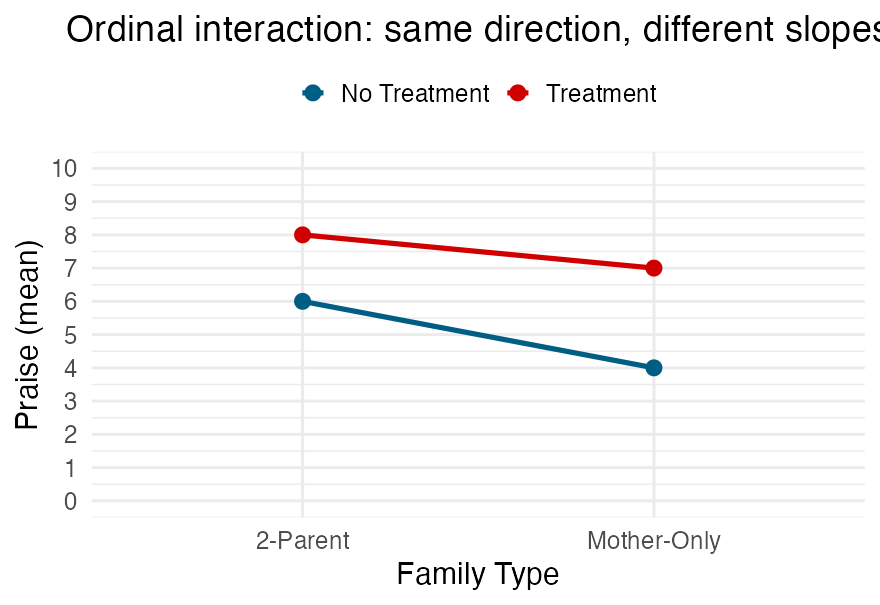 Ordinal interaction: same direction, different slopes
No Treatment Treatment
10
9
8
7
6
5
4
3
2
1
0
Praise (mean)
2-Parent Mother-Only
Family Type